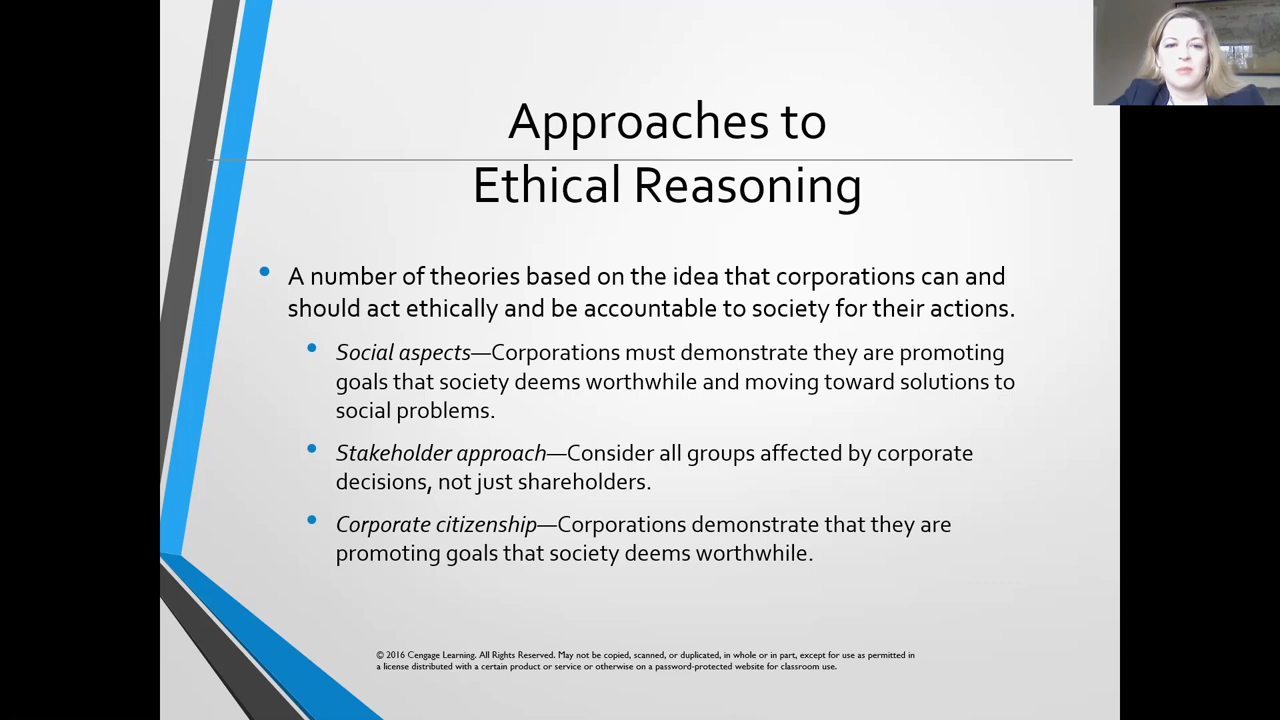 Approaches to
Ethical Reasoning
• A number of theories based on the idea that corporations can and
should act ethically and be accountable to society for their actions.
• Social aspects—Corporations must demonstrate they are promoting
goals that society deems worthwhile and moving toward solutions to
social problems.
• Stakeholder approach—Consider all groups affected by corporate
decisions, not just shareholders.
• Corporate citizenship—Corporations demonstrate that they are
promoting goals that society deems worthwhile.
© 2016 Cengage Learning. All Rights Reserved. May not be copied, scanned, or duplicated, in whole or in part, except for use as permitted in
a license distributed with a certain product or service or otherwise on a password-protected website for classroom use.